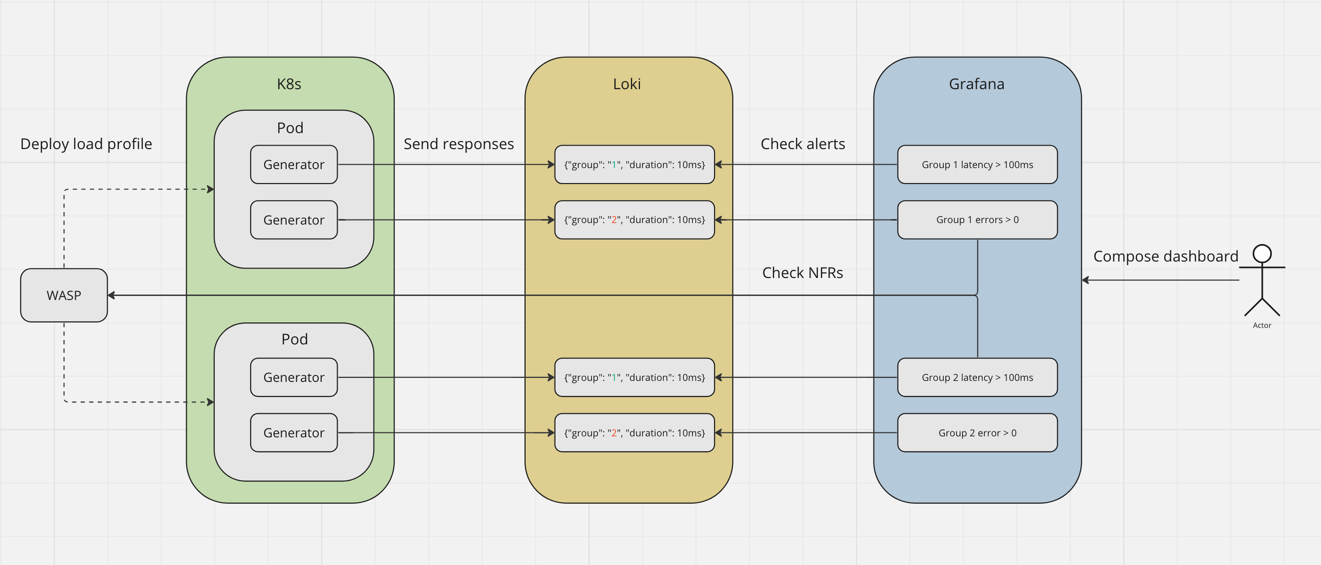 K8s
Loki
Grafana
Pod
Deploy load profile
Send responses
Check alerts
Generator
{"group": "1", "duration": 10ms}
Group 1 latency > 100ms
Generator
{"group": "2", "duration": 10ms}
Group 1 errors > 0
Compose dashboard
Check NFRs
WASP
Actor
Pod
Generator
{"group": "1", "duration": 10ms}
Group 2 latency > 100ms
Generator
{"group": "2", "duration": 10ms}
Group 2 error > 0